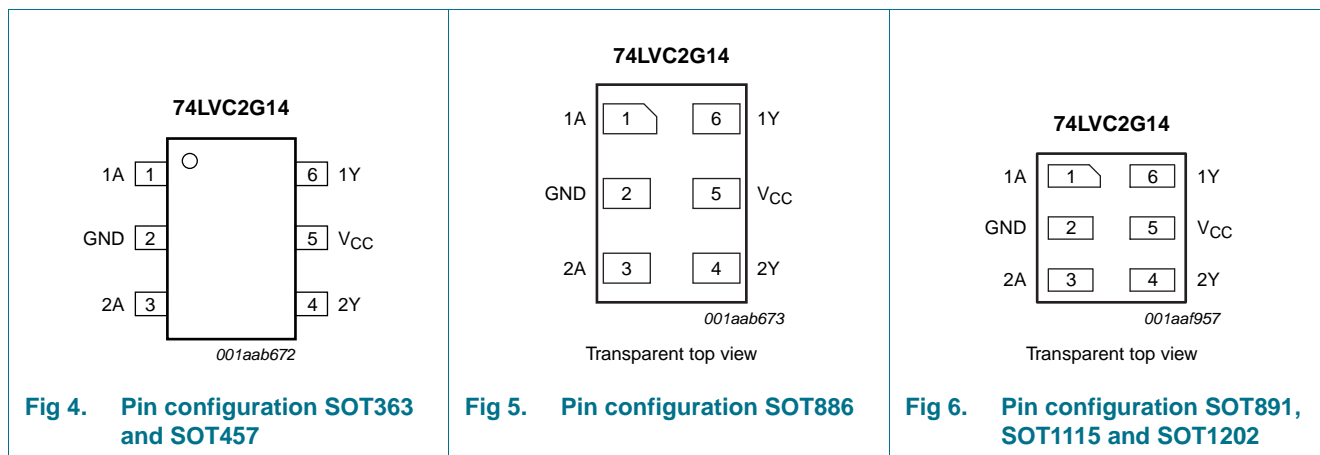 74LVC2G14
1A 1 6 1Y
GND 2 5 VCC
2A 3 4 2Y
001aab672
Fig 4. Pin configuration SOT363
and SOT457
74LVC2G14
1A 1 6 1Y
GND 2 5 VCC
2A 3 4 2Y
001aab673
Transparent top view
Fig 5. Pin configuration SOT886
74LVC2G14
1A 1 6 1Y
GND 2 5 VCC
2A 3 4 2Y
001aaf957
Transparent top view
Fig 6. Pin configuration SOT891,
SOT1115 and SOT1202